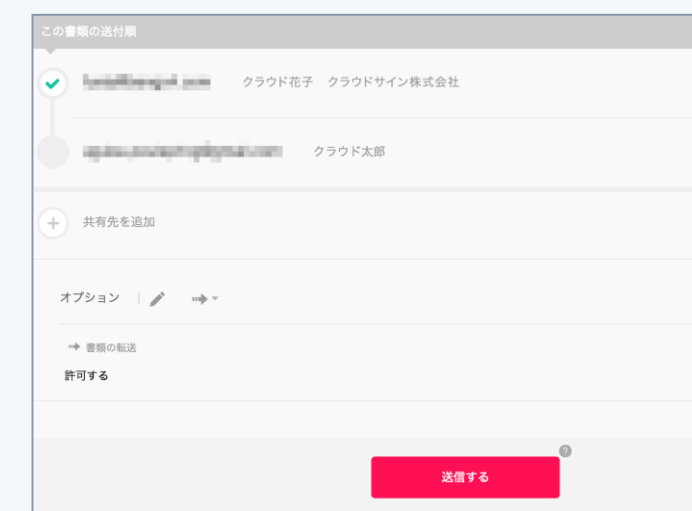 この書類の送付順
クラウド花子 クラウドサイン株式会社
クラウド太郎
共有先を追加
オプション
書類の転送
許可する
?
送信する